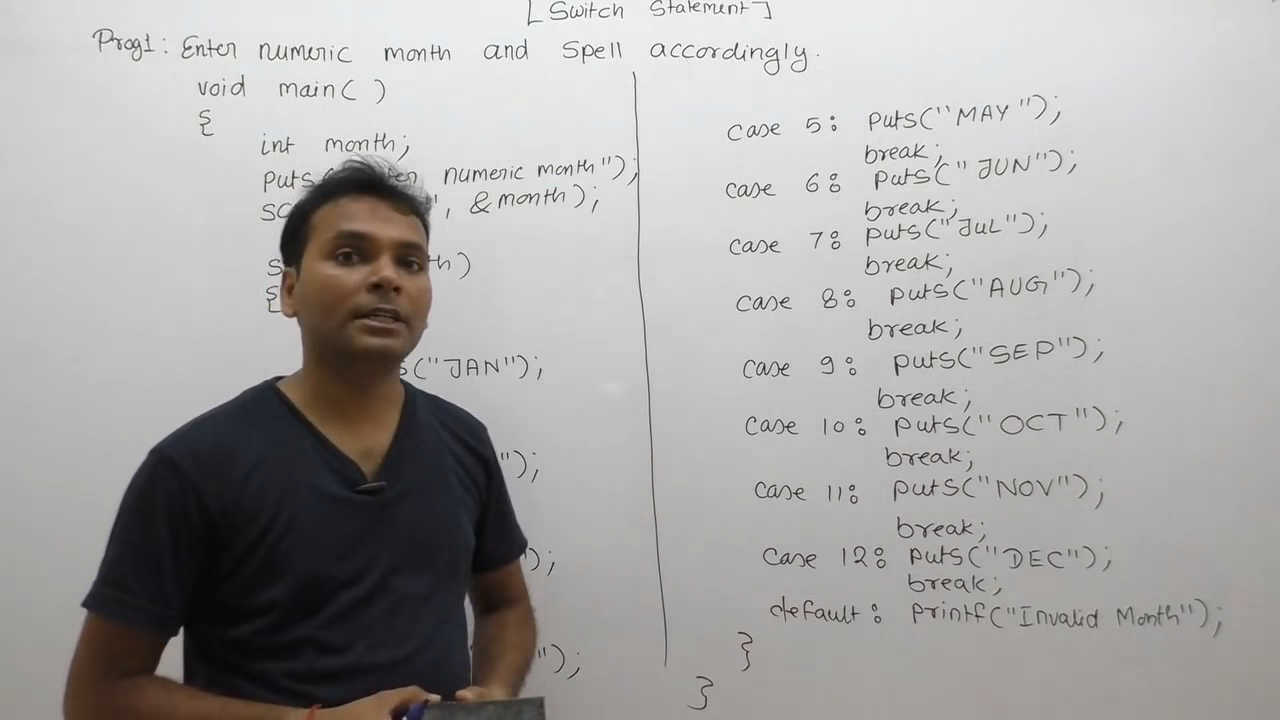 [Switch Statement]
Prog1: Enter numeric month and Spell accordingly.
void main( )
{
int month;
puts( numeric month");
", &month);
{
("JAN");
");
);
");
case 5: puts("MAY");
break;
case 6: puts("JUN");
break;
case 7: puts("JUL");
break;
case 8: puts("AUG");
break;
case 9: puts("SEP");
break;
case 10: puts("OCT");
break;
case 11: puts("NOV");
break;
case 12: puts("DEC");
break;
default: printf("Invalid Month");
}
}